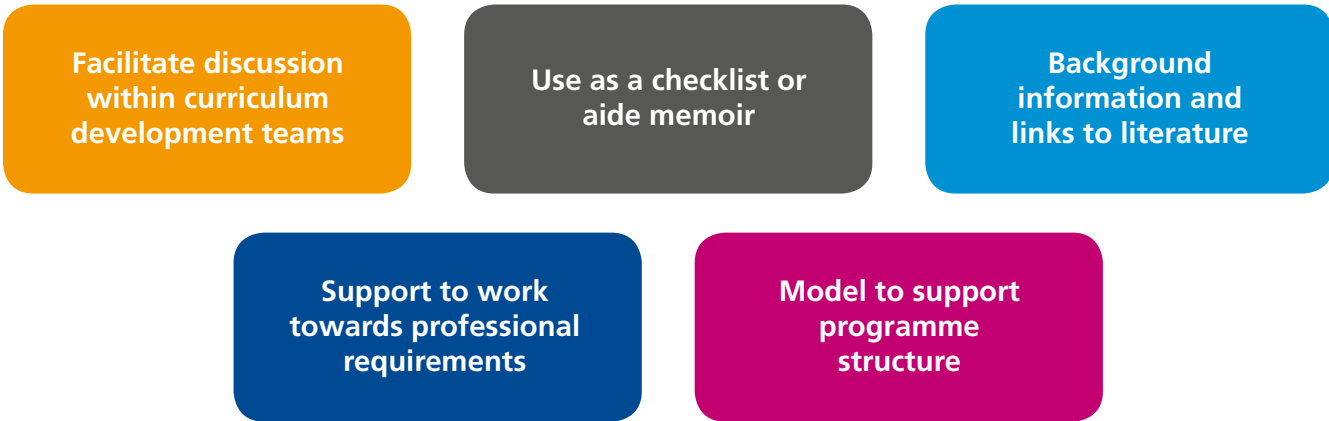 Facilitate discussion
within curriculum
development teams
Use as a checklist or
aide memoir
Background
information and
links to literature
Support to work
towards professional
requirements
Model to support
programme
structure